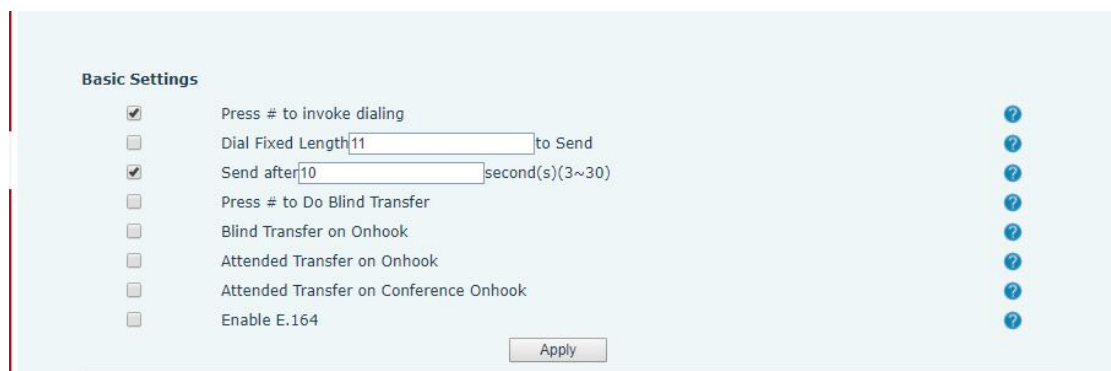 Basic Settings
Press # to invoke dialing
Dial Fixed Length 11 to Send
Send after 10 second(s)(3~30)
Press # to Do Blind Transfer
Blind Transfer on Onhook
Attended Transfer on Onhook
Attended Transfer on Conference Onhook
Enable E.164
Apply